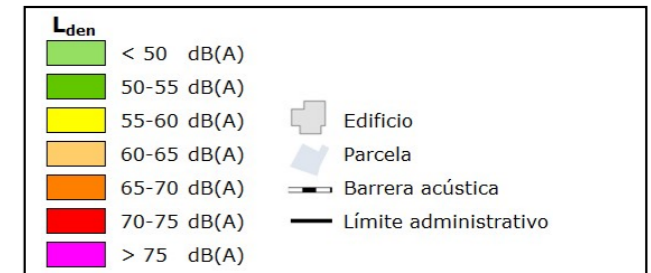 Lden
< 50 dB(A)
50-55 dB(A)
55-60 dB(A)
60-65 dB(A)
65-70 dB(A)
70-75 dB(A)
> 75 dB(A)
Edificio
Parcela
Barrera acústica
Límite administrativo